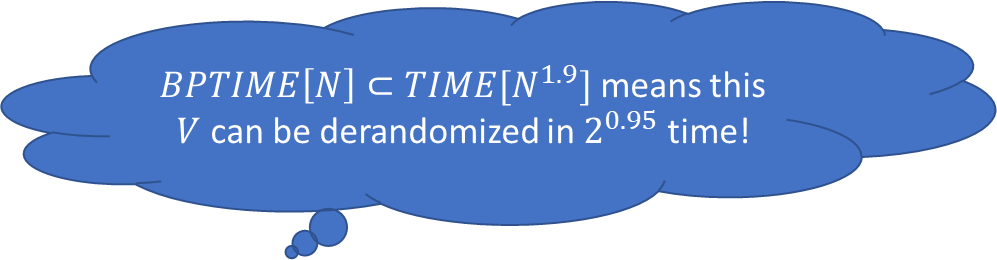 BPTIME[N] ⊂ TIME[N^{1.9}] means this
V can be derandomized in 2^{0.95} time!